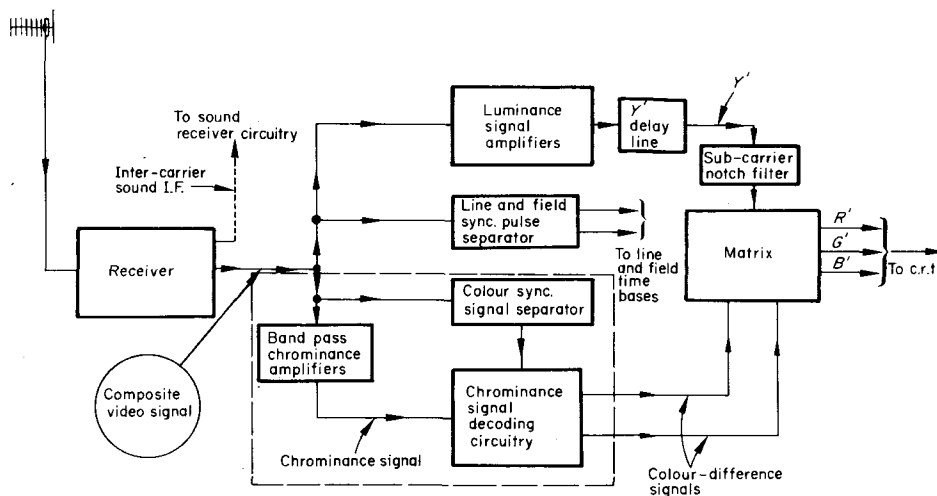 To sound
receiver circuitry
Inter-carrier
sound I.F.
Receiver
Composite
video signal
Luminance
signal
amplifiers
Y'
delay
line
Y'
Sub-carrier
notch filter
Line and field
sync. pulse
separator
To line
and field
time
bases
Matrix
R'
G'
B'
To c.r.t
Colour sync.
signal separator
Band pass
chrominance
amplifiers
Chrominance
signal
decoding
circuitry
Chrominance signal
Colour-difference
signals